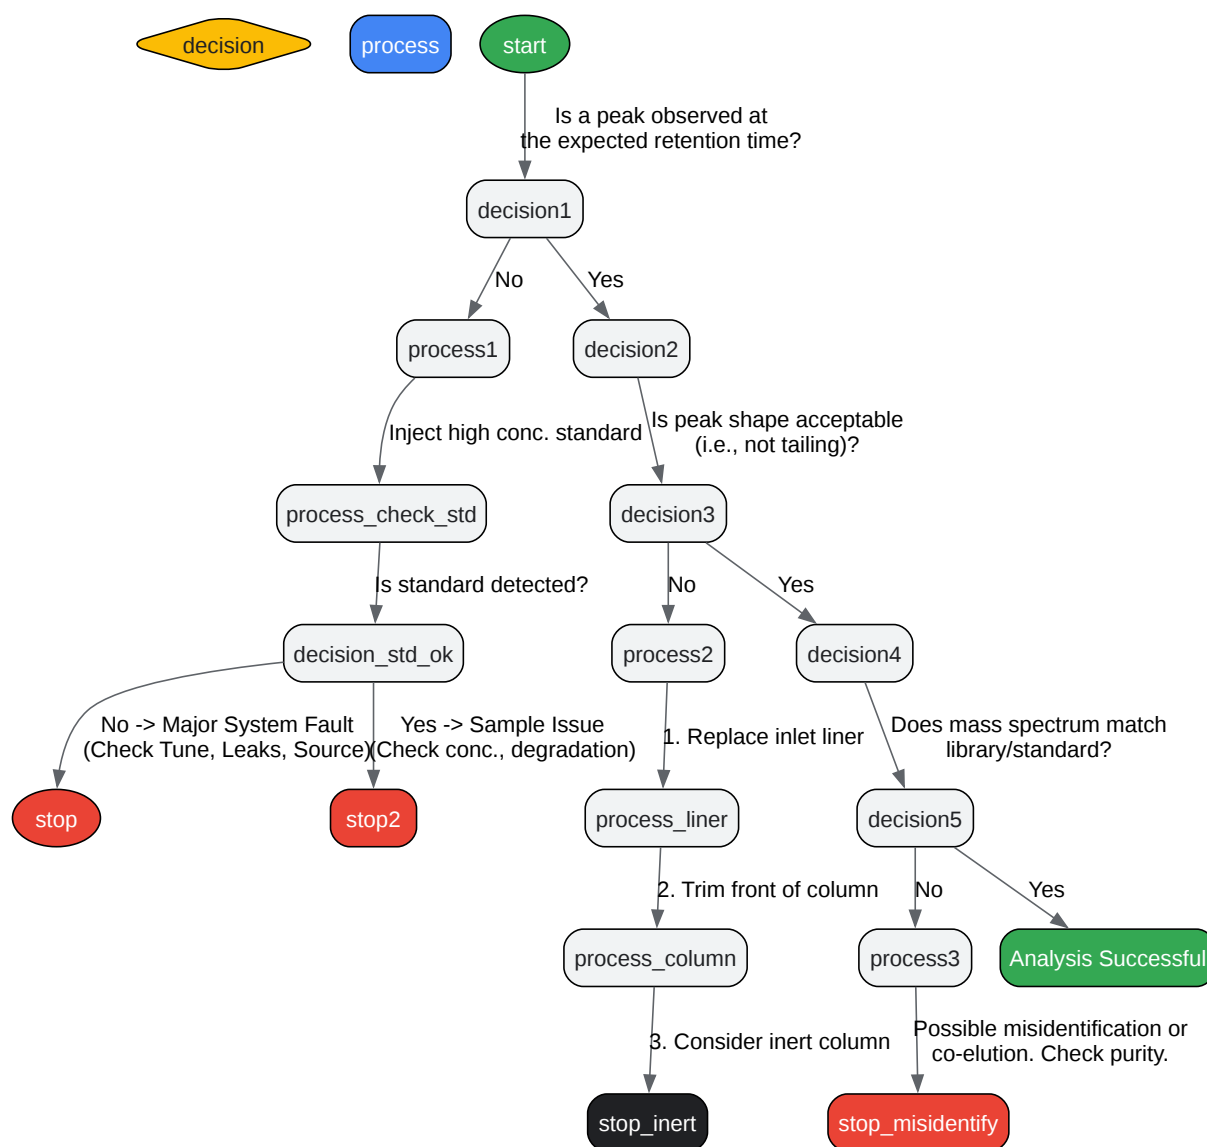 decision
process
start
Is a peak observed at
the expected retention time?
decision1
No
Yes
process1
decision2
Inject high conc. standard
Is peak shape acceptable
(i.e., not tailing)?
process_check_std
decision3
Is standard detected?
No
Yes
decision_std_ok
process2
decision4
No -> Major System Fault
(Check Tune, Leaks, Source)
Yes -> Sample Issue
(Check conc., degradation)
1. Replace inlet liner
Does mass spectrum match
library/standard?
stop
stop2
process_liner
decision5
2. Trim front of column
No
Yes
process_column
process3
Analysis Successful
3. Consider inert column
Possible misidentification or
co-elution. Check purity.
stop_inert
stop_misidentify